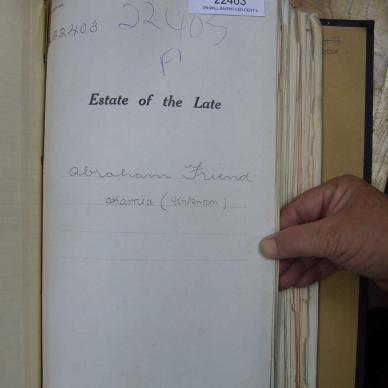 22403
22403
22403
F1
Estate of the Late
Abraham Friend